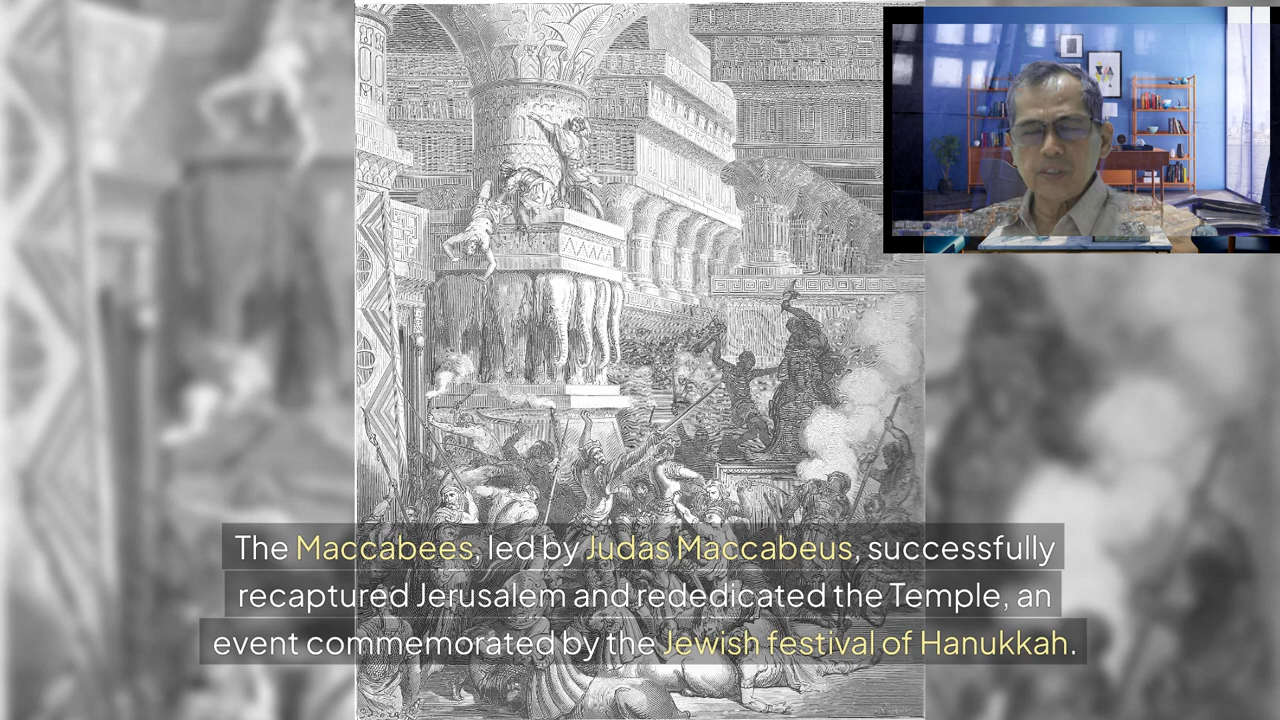 The Maccabees, led by Judas Maccabeus, successfully
recaptured Jerusalem and rededicated the Temple, an
event commemorated by the Jewish festival of Hanukkah.